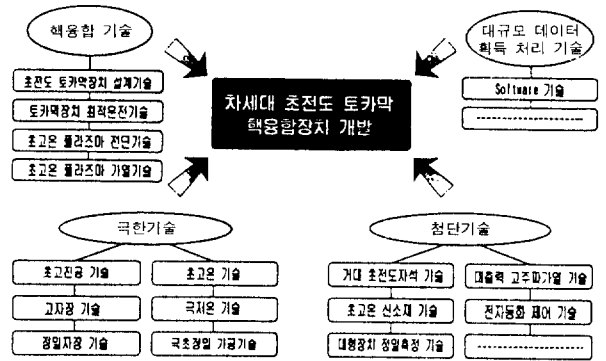 핵융합 기술
초전도 토카막장치 설계기술
토카막장치 최적운전기술
초고온 플라즈마 진단기술
초고온 플라즈마 가열기술
차세대 초전도 토카막
핵융합장치 개발
대규모 데이터
획득 처리 기술
Software 기술
극한기술
초고진공 기술
고자장 기술
정밀자장 기술
초고온 기술
극저온 기술
극초정밀 가공기술
첨단기술
거대 초전도자석 기술
초고온 신소재 기술
대형장치 정밀측정 기술
대출력 고주파가열 기술
전자동화 제어 기술